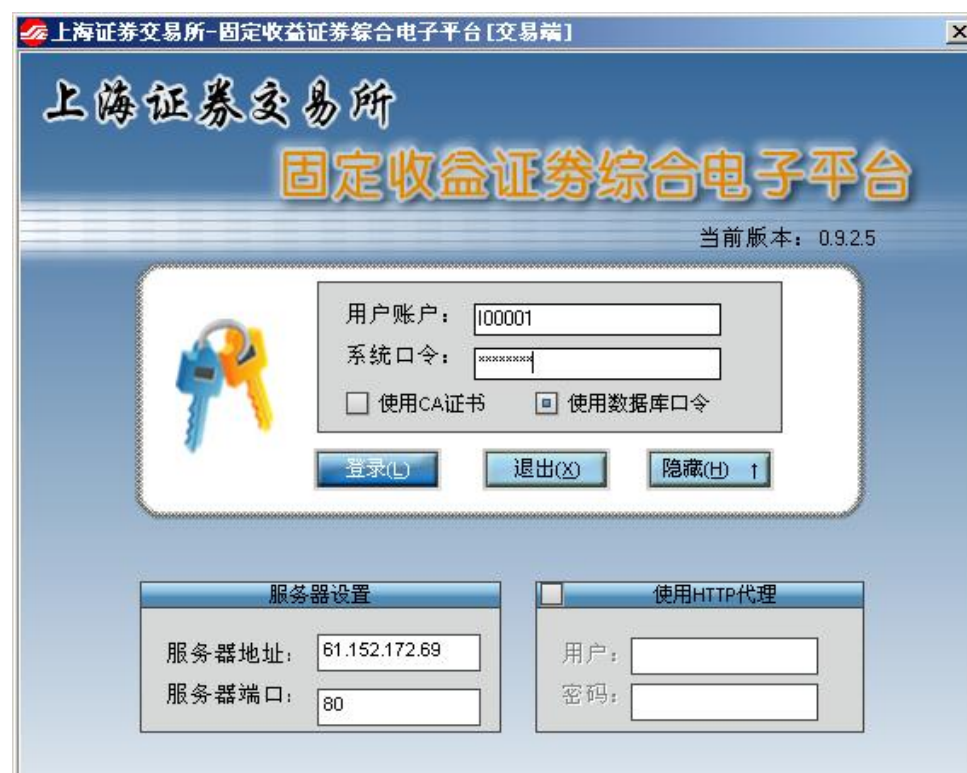 上海证券交易所-固定收益证券综合电子平台[交易端]
上海证券交易所
固定收益证券综合电子平台
当前版本： 0.9.2.5
用户账户： I00001
系统口令： ××××××××
使用CA证书 使用数据库口令
登录(L) 退出(X) 隐藏(H) ↑
服务器设置
服务器地址： 61.152.172.69
服务器端口： 80
使用HTTP代理
用户：
密码：